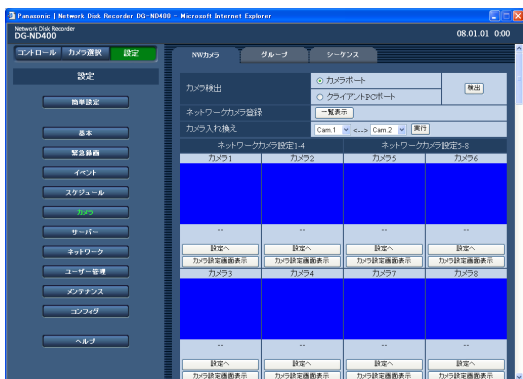 Panasonic | Network Disk Recorder DG-ND400 - Microsoft Internet Explorer
Network Disk Recorder
DG-ND400
08.01.01 0:00
コントロール カメラ選択 設定
NWカメラ グループ シーケンス
設定
簡単設定
基本
緊急録画
イベント
スケジュール
カメラ
サーバー
ネットワーク
ユーザー管理
メンテナンス
コンフィグ
ヘルプ
カメラ検出
カメラポート
クライアントPCポート
検出
ネットワークカメラ登録 一覧表示
カメラ入れ換え Cam.1 <--> Cam.2 実行
ネットワークカメラ設定1-4 ネットワークカメラ設定5-8
カメラ1 カメラ2 カメラ5 カメラ6
-- -- -- --
設定へ 設定へ 設定へ 設定へ
カメラ設定画面表示 カメラ設定画面表示 カメラ設定画面表示 カメラ設定画面表示
カメラ3 カメラ4 カメラ7 カメラ8
-- -- -- --
設定へ 設定へ 設定へ 設定へ
カメラ設定画面表示 カメラ設定画面表示 カメラ設定画面表示 カメラ設定画面表示